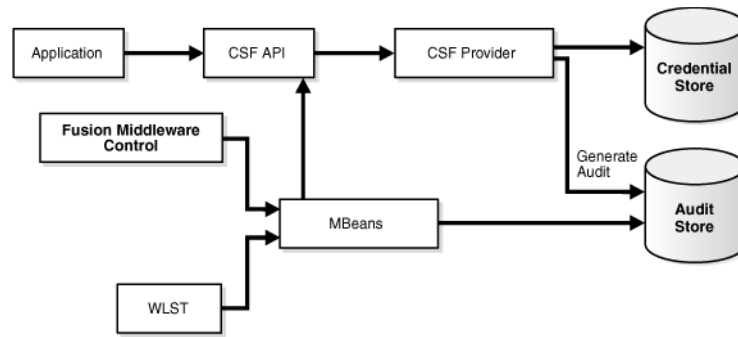 Application
CSF API
CSF Provider
Credential
Store
Fusion Middleware
Control
Generate
Audit
MBeans
Audit
Store
WLST